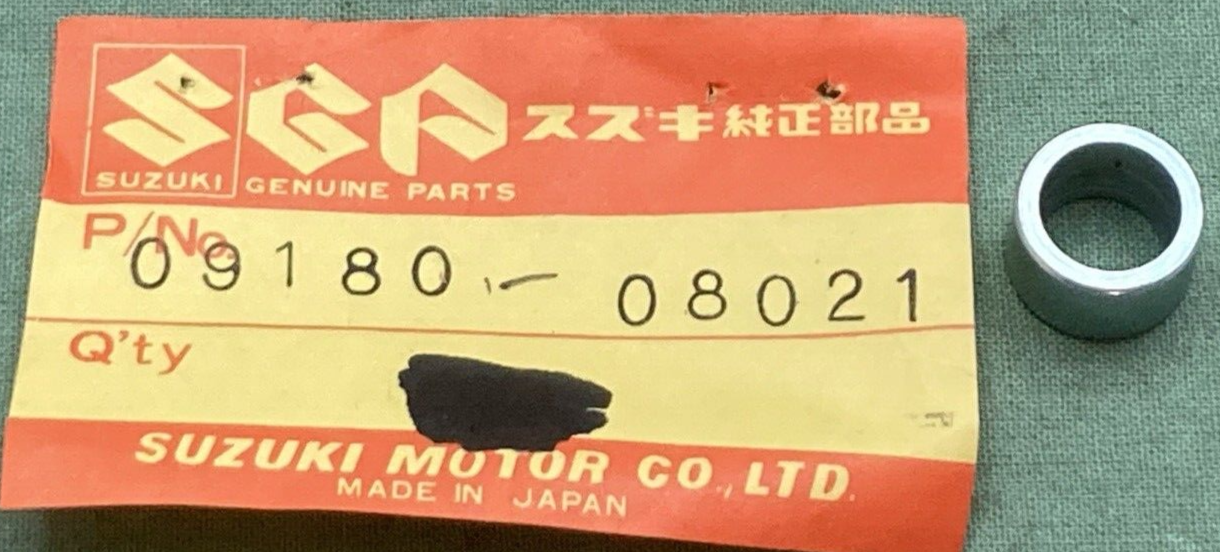 SGP スズキ純正部品
SUZUKI GENUINE PARTS
P/No.
09180-08021
Q'ty
SUZUKI MOTOR CO.,LTD.
MADE IN JAPAN